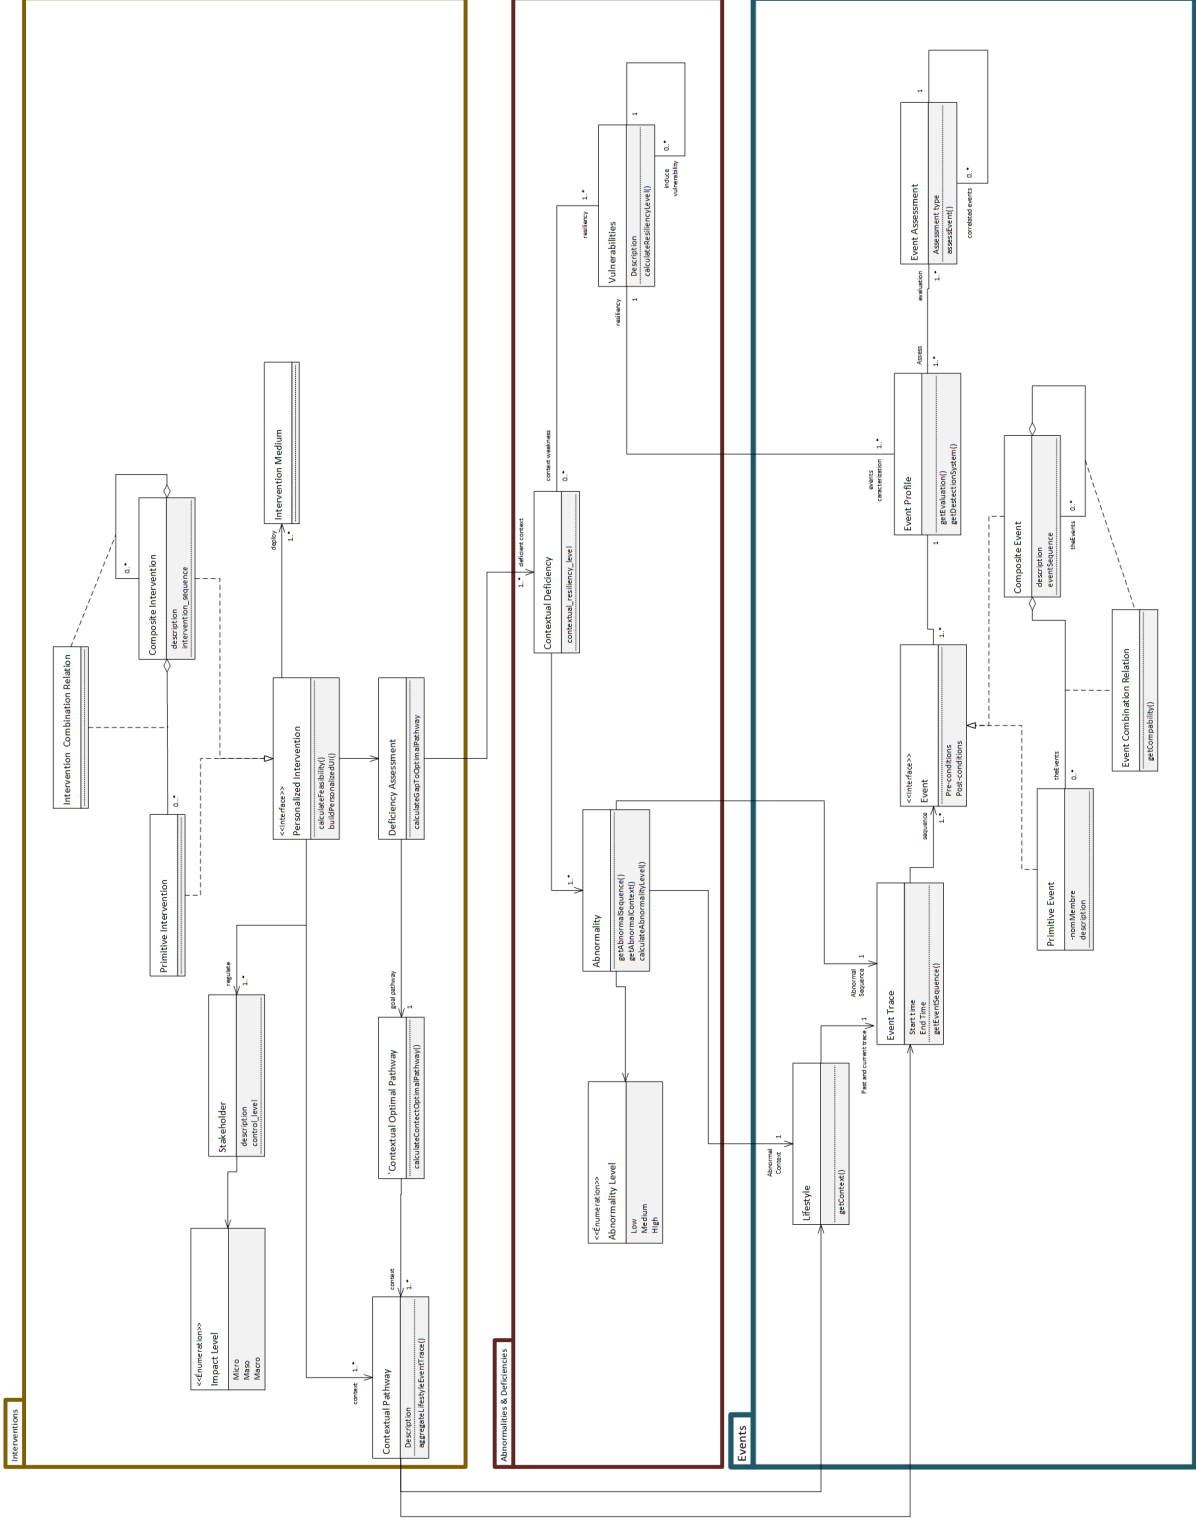 Interventions
<<Enumeration>>
Impact Level
Micro
Maso
Macro
Stakeholder
description
control_level
regulate
1..*
Primitive Intervention
0..*
Intervention  Combination Relation
Composite Intervention
description
intervention_sequence
0..*
<<Interface>>
Personalized Intervention
calculateFeasibility()
buildPersonalizedUI()
Intervention Medium
deploy
1..*
Deficiency Assessment
calculateGapToOptimalPathway
`Contextual Optimal Pathway
calculateContectOptimalPathway()
goal pathway
1
Contextual Pathway
Description
aggregateLifestyleEventTrace()
context
1..*
context
1..*
Abnormalities & Deficiencies
Contextual Deficiency
contextual_resiliency_level
1..*
deficient context
context weakness
0..*
Vulnerabilities
Description
calculateResiliencyLevel()
resiliency
1..*
resiliency
1
1
0..*
induce
vulnerability
Abnormality
getAbnormalSequence()
getAbnormalContext()
calculateAbnormalityLevel()
1..*
<<Enumeration>>
Abnormality Level
Low
Medium
High
Events
Lifestyle
getContext()
Abnormal
Context
1
Event Trace
Start time
End Time
getEventSequence()
Abnormal
Sequence
1
Past and current trace
1
<<Interface>>
Event
Pre-conditions
Post-conditions
sequence
1..*
1..*
Event Profile
getEvaluation()
getDestectionSystem()
1
events
caracterization
1..*
Assess
1..*
Event Assessment
Assessment type
assessEvent()
evaluation
1..*
1
0..*
correlated events
Composite Event
description
eventSequence
theEvents
0..*
Primitive Event
-nomMembre
description
theEvents
0..*
Event Combination Relation
getCompability()